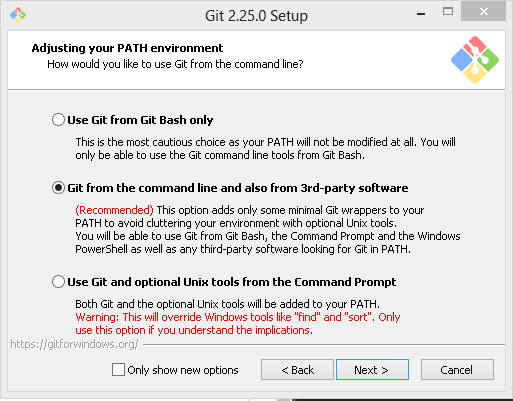 Git 2.25.0 Setup
Adjusting your PATH environment
How would you like to use Git from the command line?
Use Git from Git Bash only
This is the most cautious choice as your PATH will not be modified at all. You will
only be able to use the Git command line tools from Git Bash.
Git from the command line and also from 3rd-party software
(Recommended) This option adds only some minimal Git wrappers to your
PATH to avoid cluttering your environment with optional Unix tools.
You will be able to use Git from Git Bash, the Command Prompt and the Windows
PowerShell as well as any third-party software looking for Git in PATH.
Use Git and optional Unix tools from the Command Prompt
Both Git and the optional Unix tools will be added to your PATH.
Warning: This will override Windows tools like "find" and "sort". Only
use this option if you understand the implications.
https://gitforwindows.org/
Only show new options
< Back
Next >
Cancel